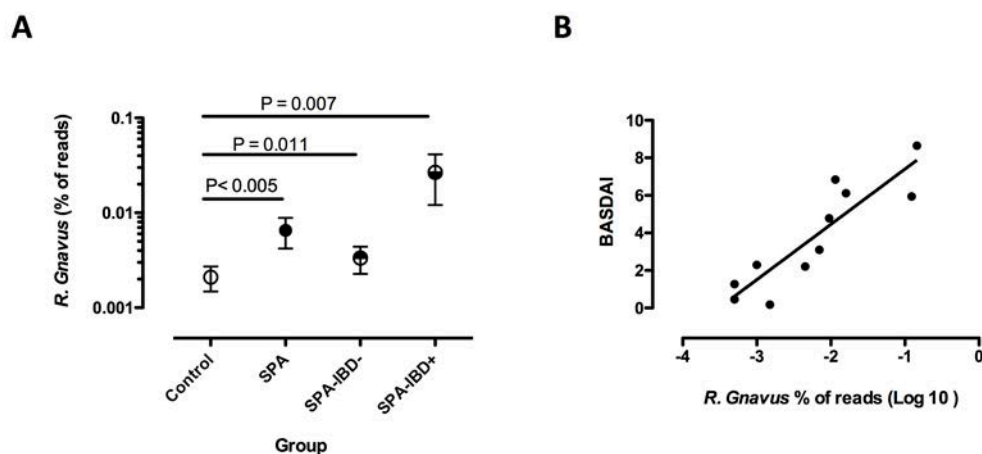 A
R. Gnavus (% of reads)
0.1
0.01
0.001
P = 0.007
P = 0.011
P< 0.005
Control
SPA
SPA-IBD-
SPA-IBD+
Group
B
BASDAI
10
8
6
4
2
0
-4
-3
-2
-1
0
R. Gnavus % of reads (Log 10 )